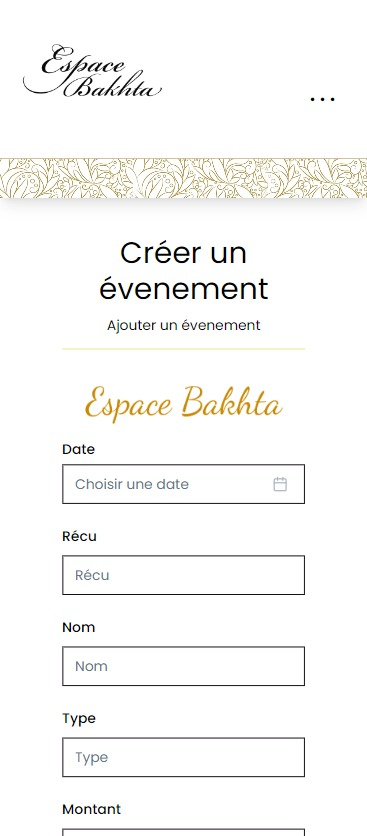 Espace
Bakhta
...
Créer un
évenement
Ajouter un évenement
Espace Bakhta
Date
Choisir une date
Récu
Récu
Nom
Nom
Type
Type
Montant